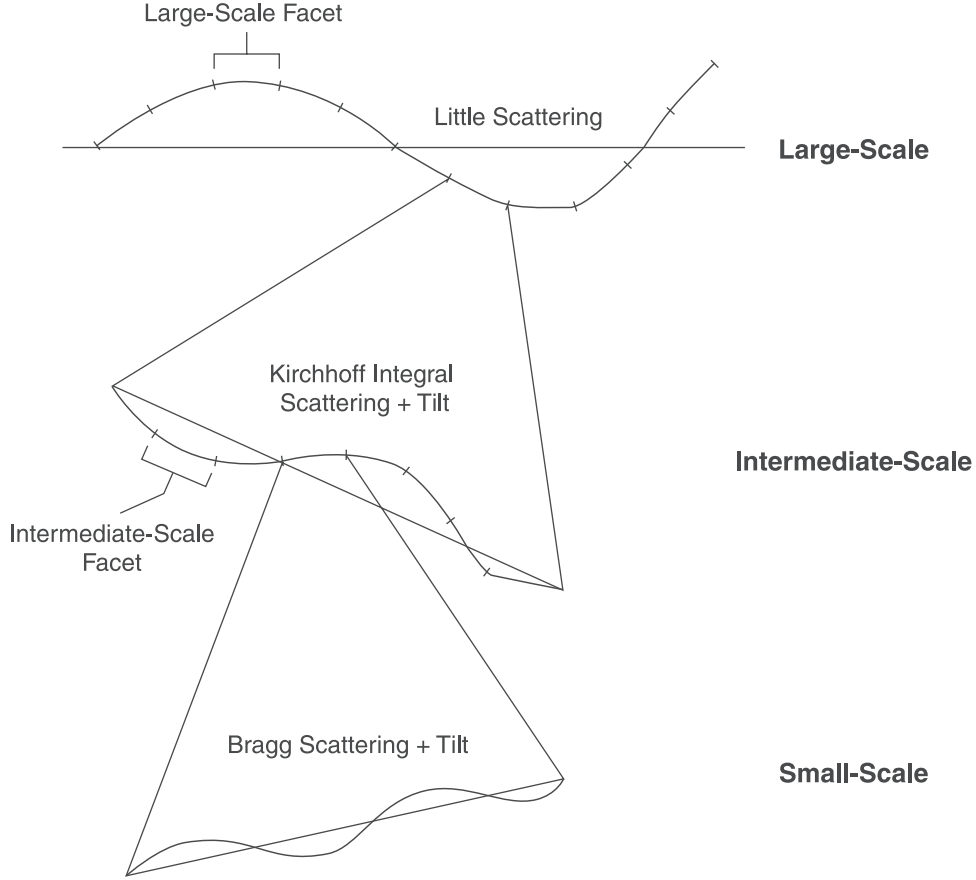 Large-Scale Facet
Little Scattering
Large-Scale
Kirchhoff Integral
Scattering + Tilt
Intermediate-Scale
Intermediate-Scale
Facet
Bragg Scattering + Tilt
Small-Scale